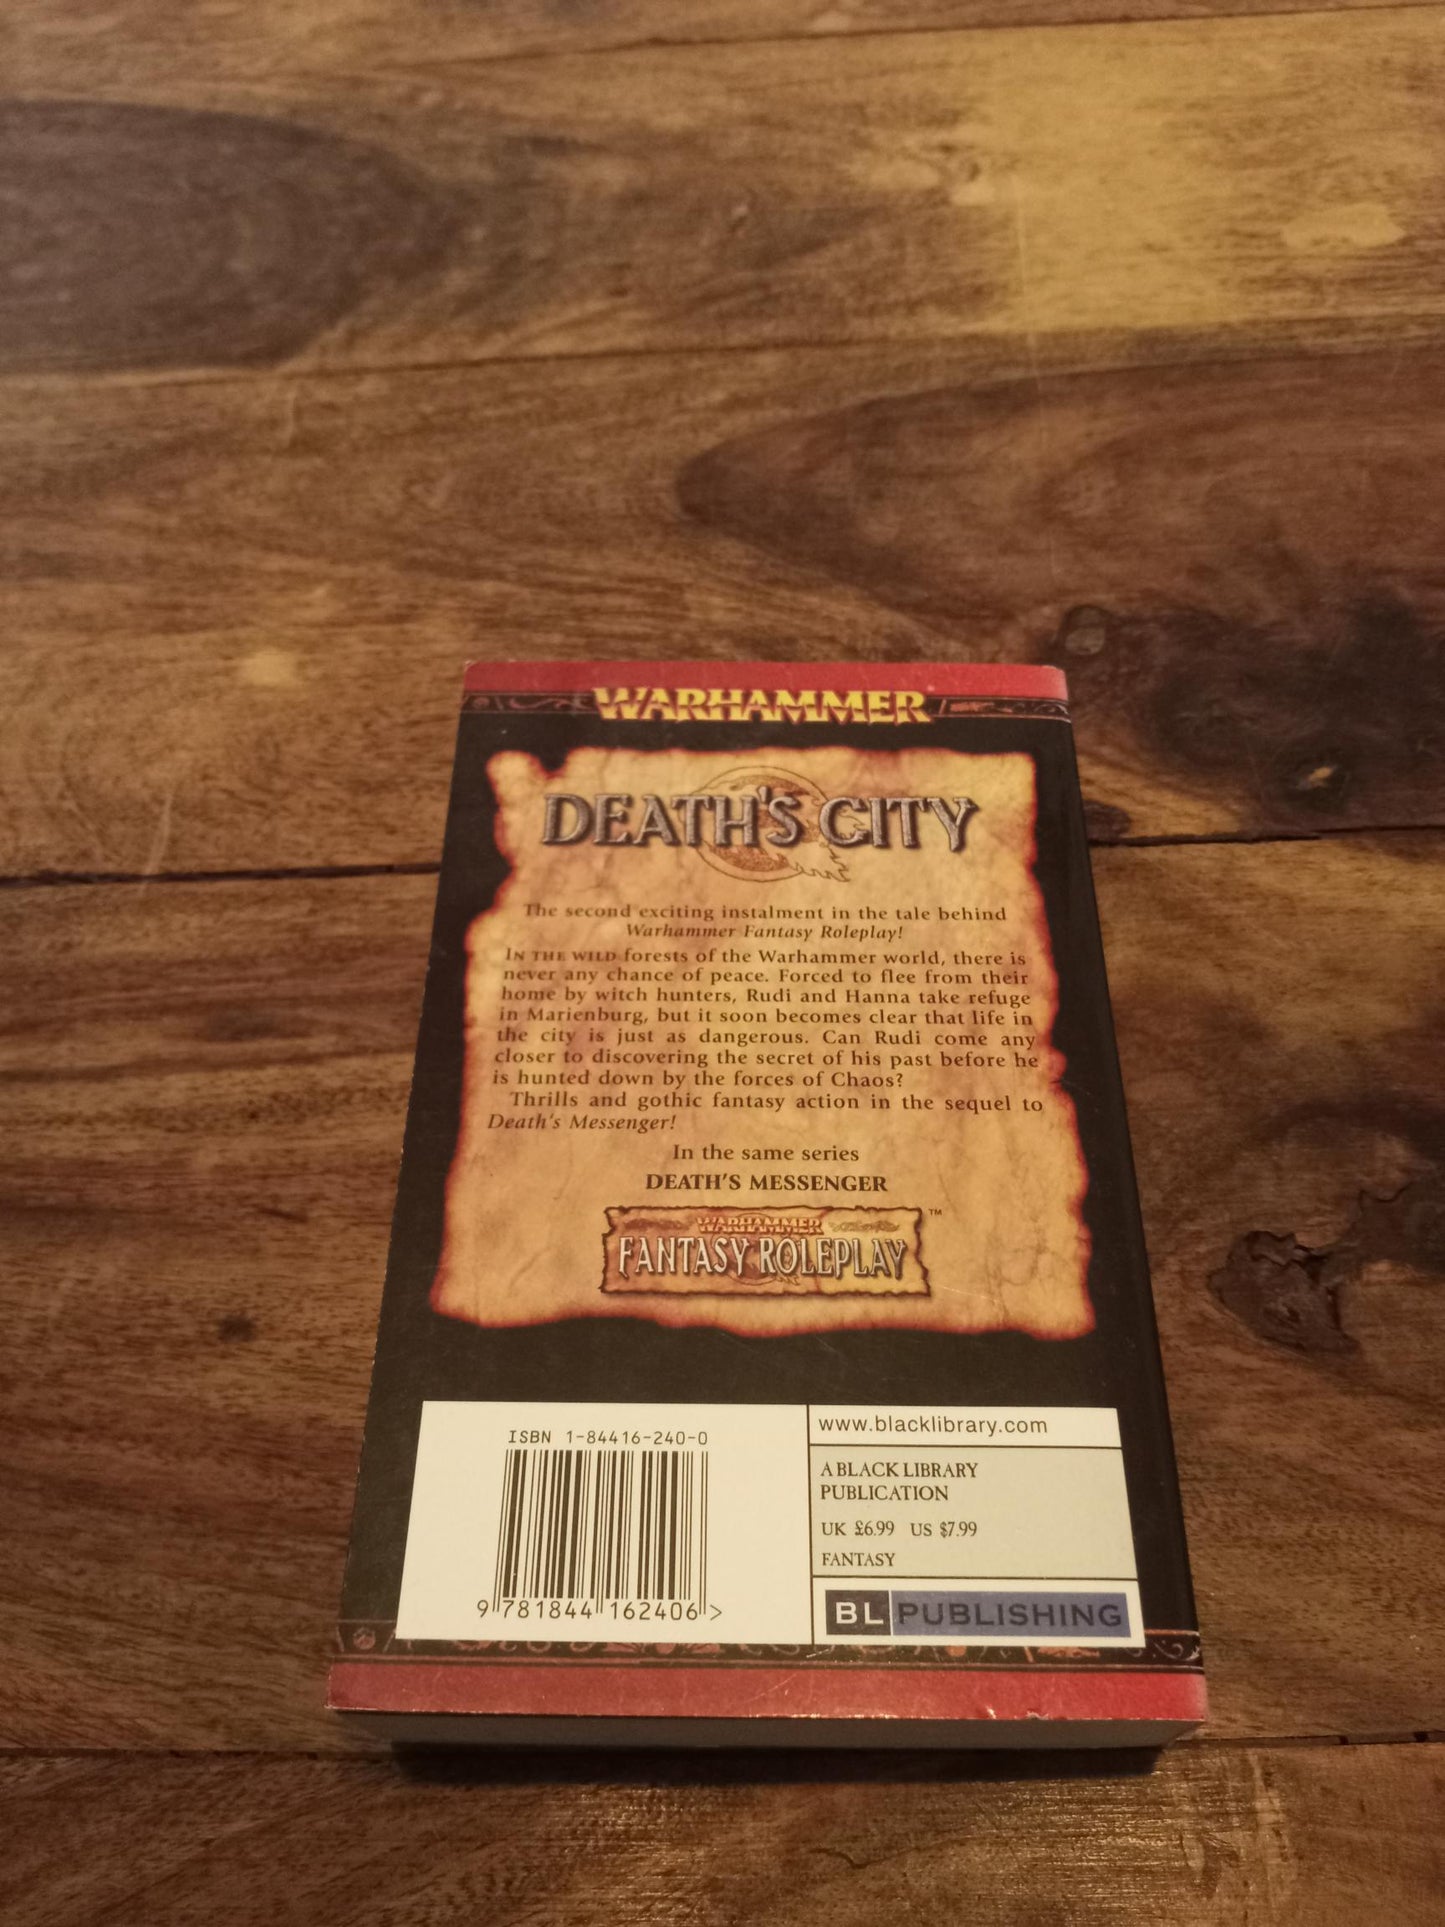 WARHAMMER
DEATH'S CITY
The second exciting instalment in the tale behind
Warhammer Fantasy Roleplay!
IN THE WILD forests of the Warhammer world, there is
never any chance of peace. Forced to flee from their
home by witch hunters, Rudi and Hanna take refuge
in Marienburg, but it soon becomes clear that life in
the city is just as dangerous. Can Rudi come any
closer to discovering the secret of his past before he
is hunted down by the forces of Chaos?
Thrills and gothic fantasy action in the sequel to
Death's Messenger!
In the same series
DEATH'S MESSENGER
WARHAMMER
FANTASY ROLEPLAY™
ISBN 1-84416-240-0
9 781844 162406 >
www.blacklibrary.com
A BLACK LIBRARY
PUBLICATION
UK £6.99 US $7.99
FANTASY
BL PUBLISHING